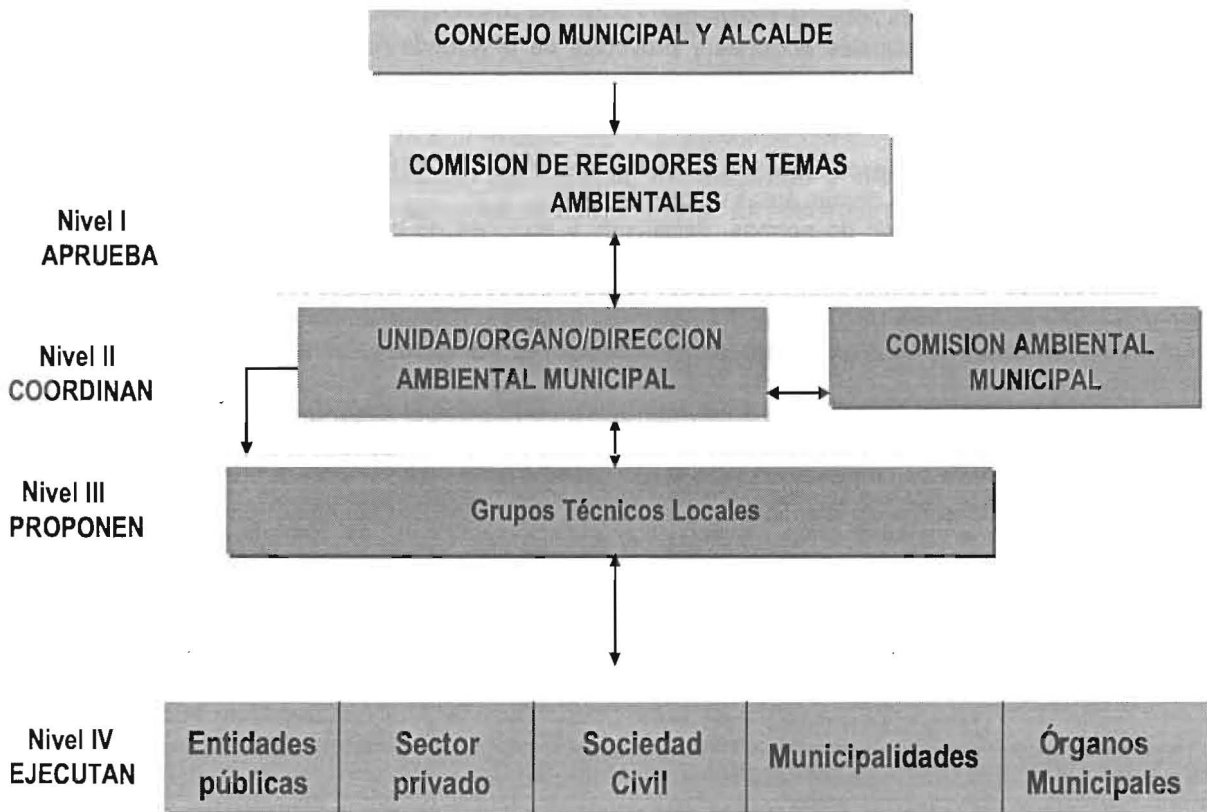 CONCEJO MUNICIPAL Y ALCALDE
COMISION DE REGIDORES EN TEMAS
AMBIENTALES
Nivel I
APRUEBA
Nivel II
COORDINAN
UNIDAD/ORGANO/DIRECCION
AMBIENTAL MUNICIPAL
COMISION AMBIENTAL
MUNICIPAL
Nivel III
PROPONEN
Grupos Técnicos Locales
Nivel IV
EJECUTAN
Entidades
públicas
Sector
privado
Sociedad
Civil
Municipalidades
Órganos
Municipales